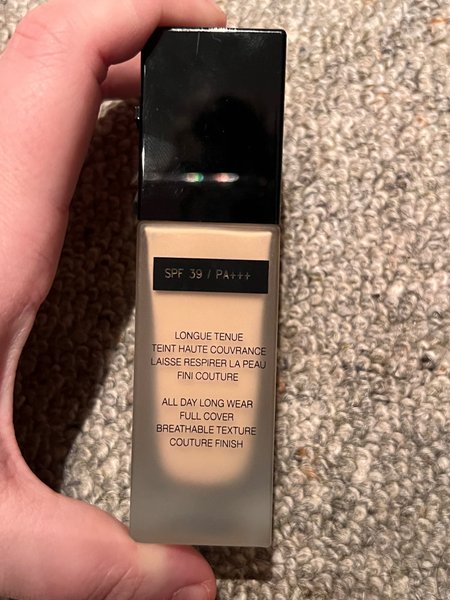 SPF 39 / PA+++
LONGUE TENUE
TEINT HAUTE COUVRANCE
LAISSE RESPIRER LA PEAU
FINI COUTURE
ALL DAY LONG WEAR
FULL COVER
BREATHABLE TEXTURE
COUTURE FINISH